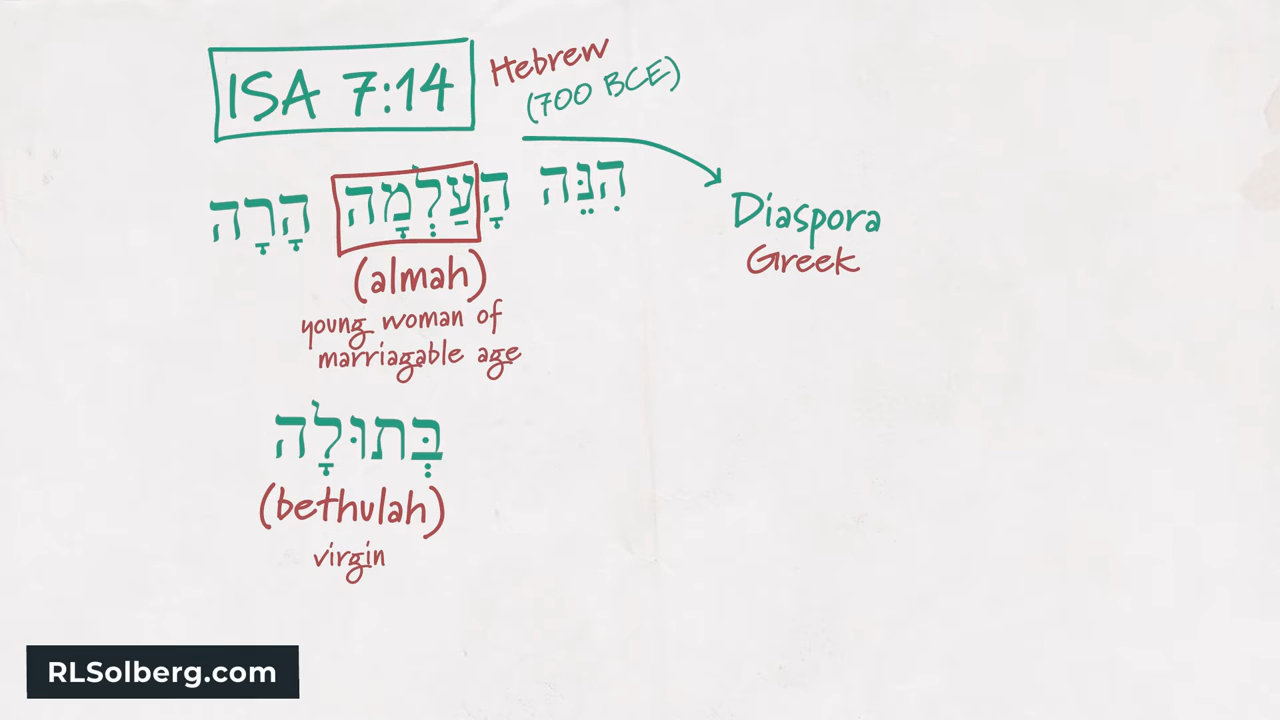 ISA 7:14
Hebrew
(700 BCE)
הִנֵּה הָעַלְמָה הָרָה
(almah)
young woman of
marriagable age
בְּתוּלָה
(bethulah)
virgin
Diaspora
Greek
RLSolberg.com